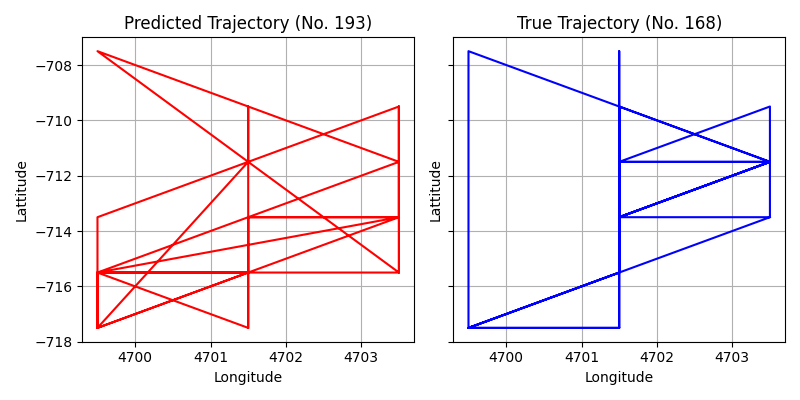 Predicted Trajectory (No. 193)
True Trajectory (No. 168)
Lattitude
−708
−710
−712
−714
−716
−718
4700
4701
4702
4703
Longitude
Lattitude
4700
4701
4702
4703
Longitude